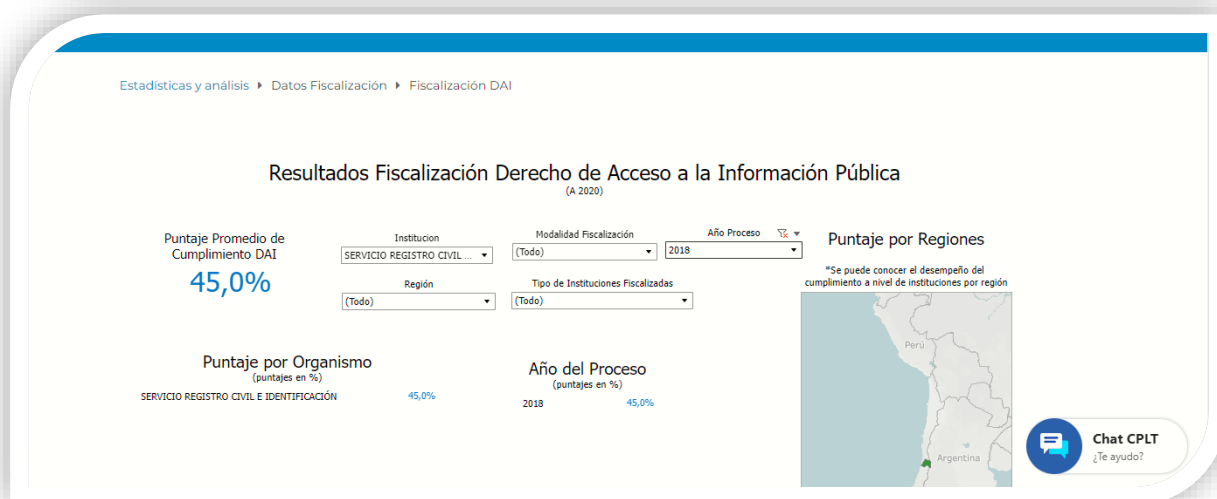 Estadísticas y análisis ▸ Datos Fiscalización ▸ Fiscalización DAI
Resultados Fiscalización Derecho de Acceso a la Información Pública
(A 2020)
Puntaje Promedio de
Cumplimiento DAI
45,0%
Institucion
SERVICIO REGISTRO CIVIL ...
Modalidad Fiscalización
(Todo)
Año Proceso
2018
Región
(Todo)
Tipo de Instituciones Fiscalizadas
(Todo)
Puntaje por Regiones
*Se puede conocer el desempeño del
cumplimiento a nivel de instituciones por región
Puntaje por Organismo
(puntajes en %)
SERVICIO REGISTRO CIVIL E IDENTIFICACIÓN 45,0%
Año del Proceso
(puntajes en %)
2018 45,0%
Perú
Argentina
Chat CPLT
¿Te ayudo?